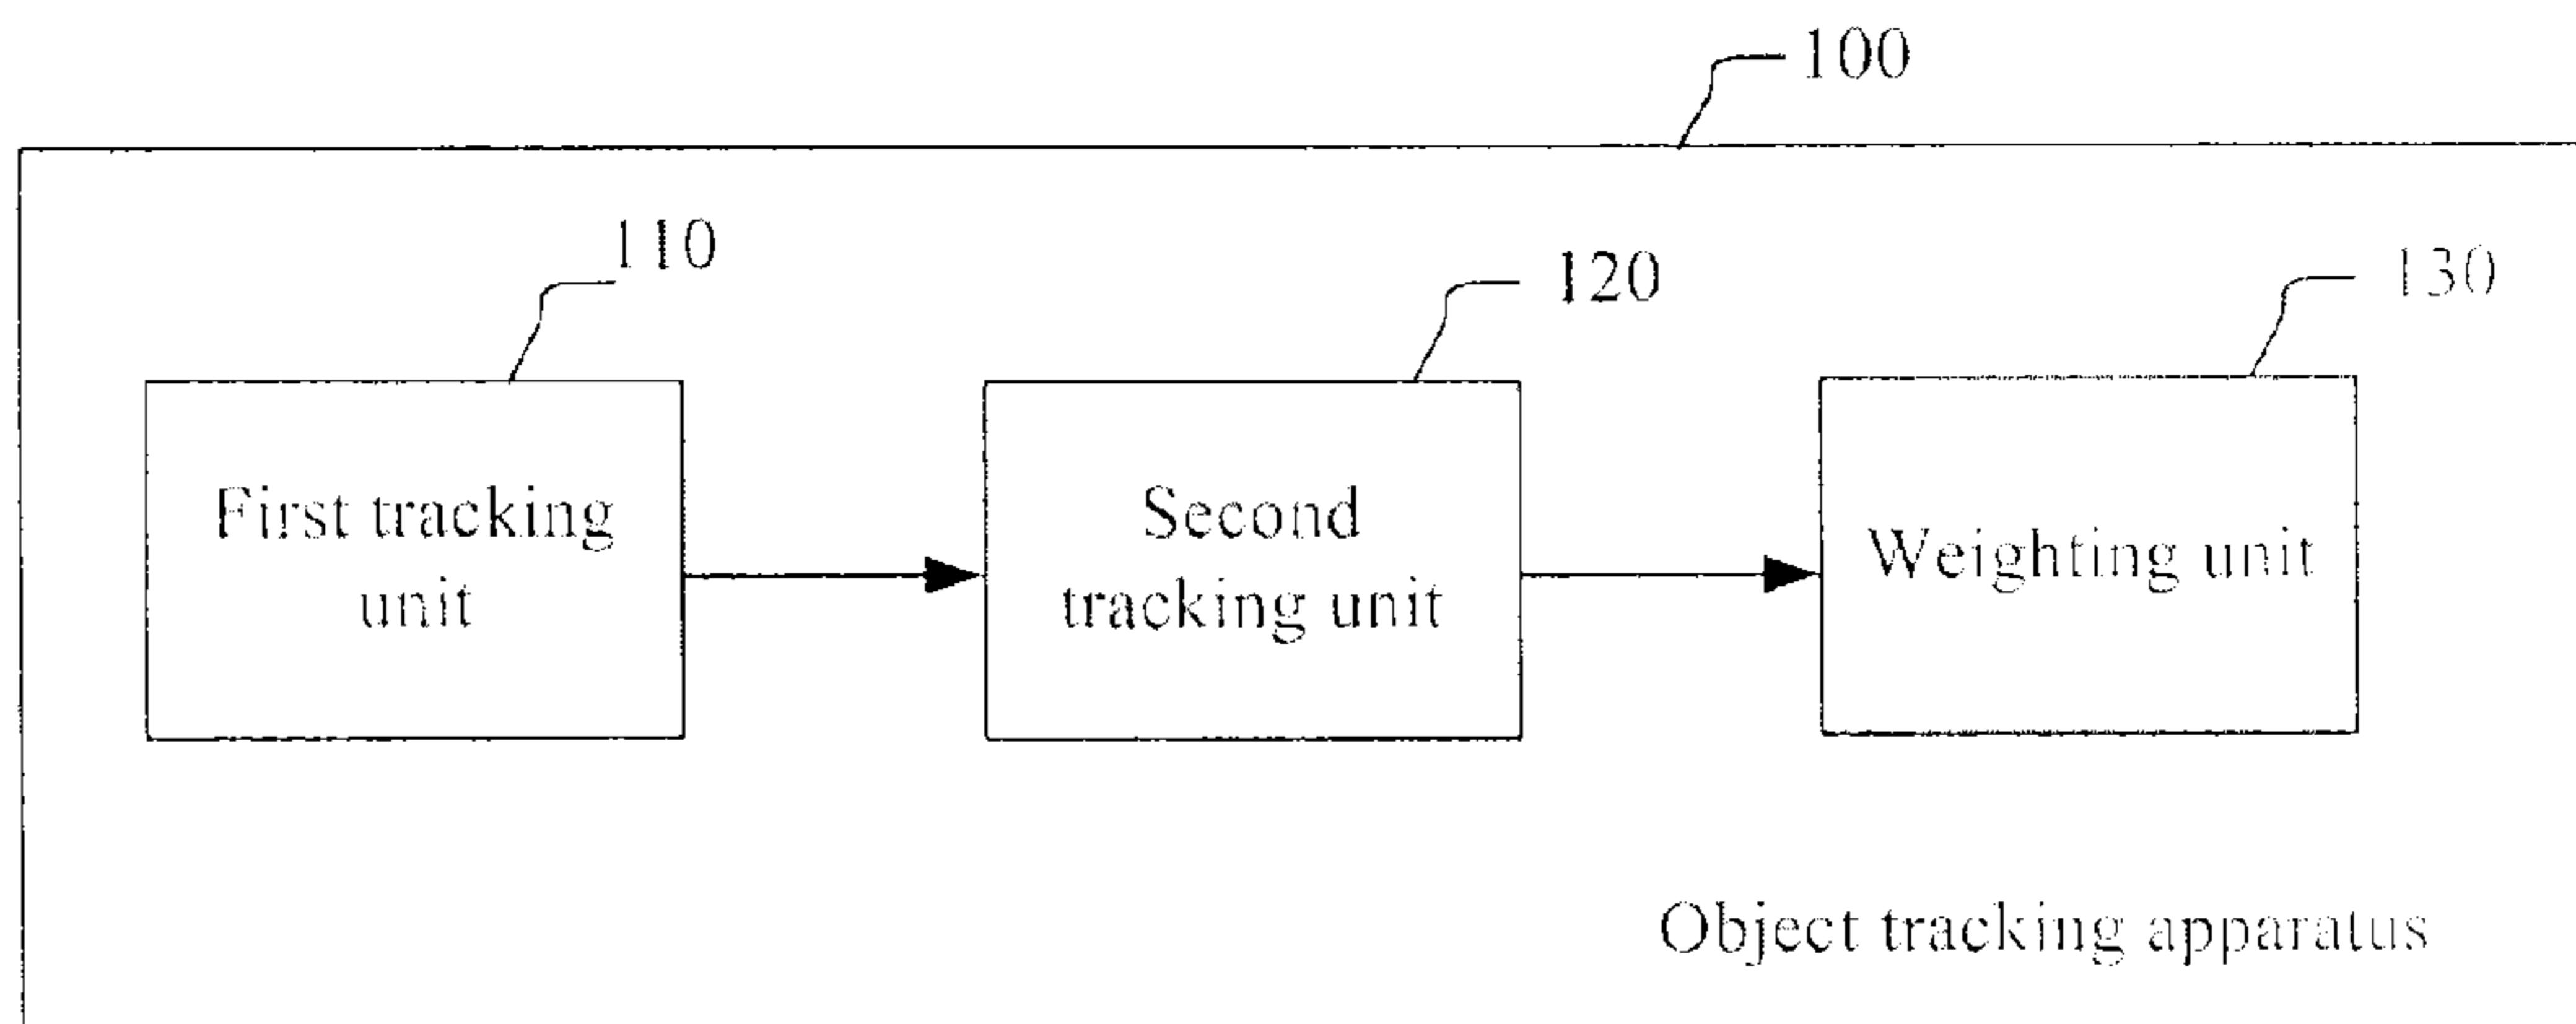 100
110
120
130
First tracking
unit
Second
tracking unit
Weighting unit
Object tracking apparatus